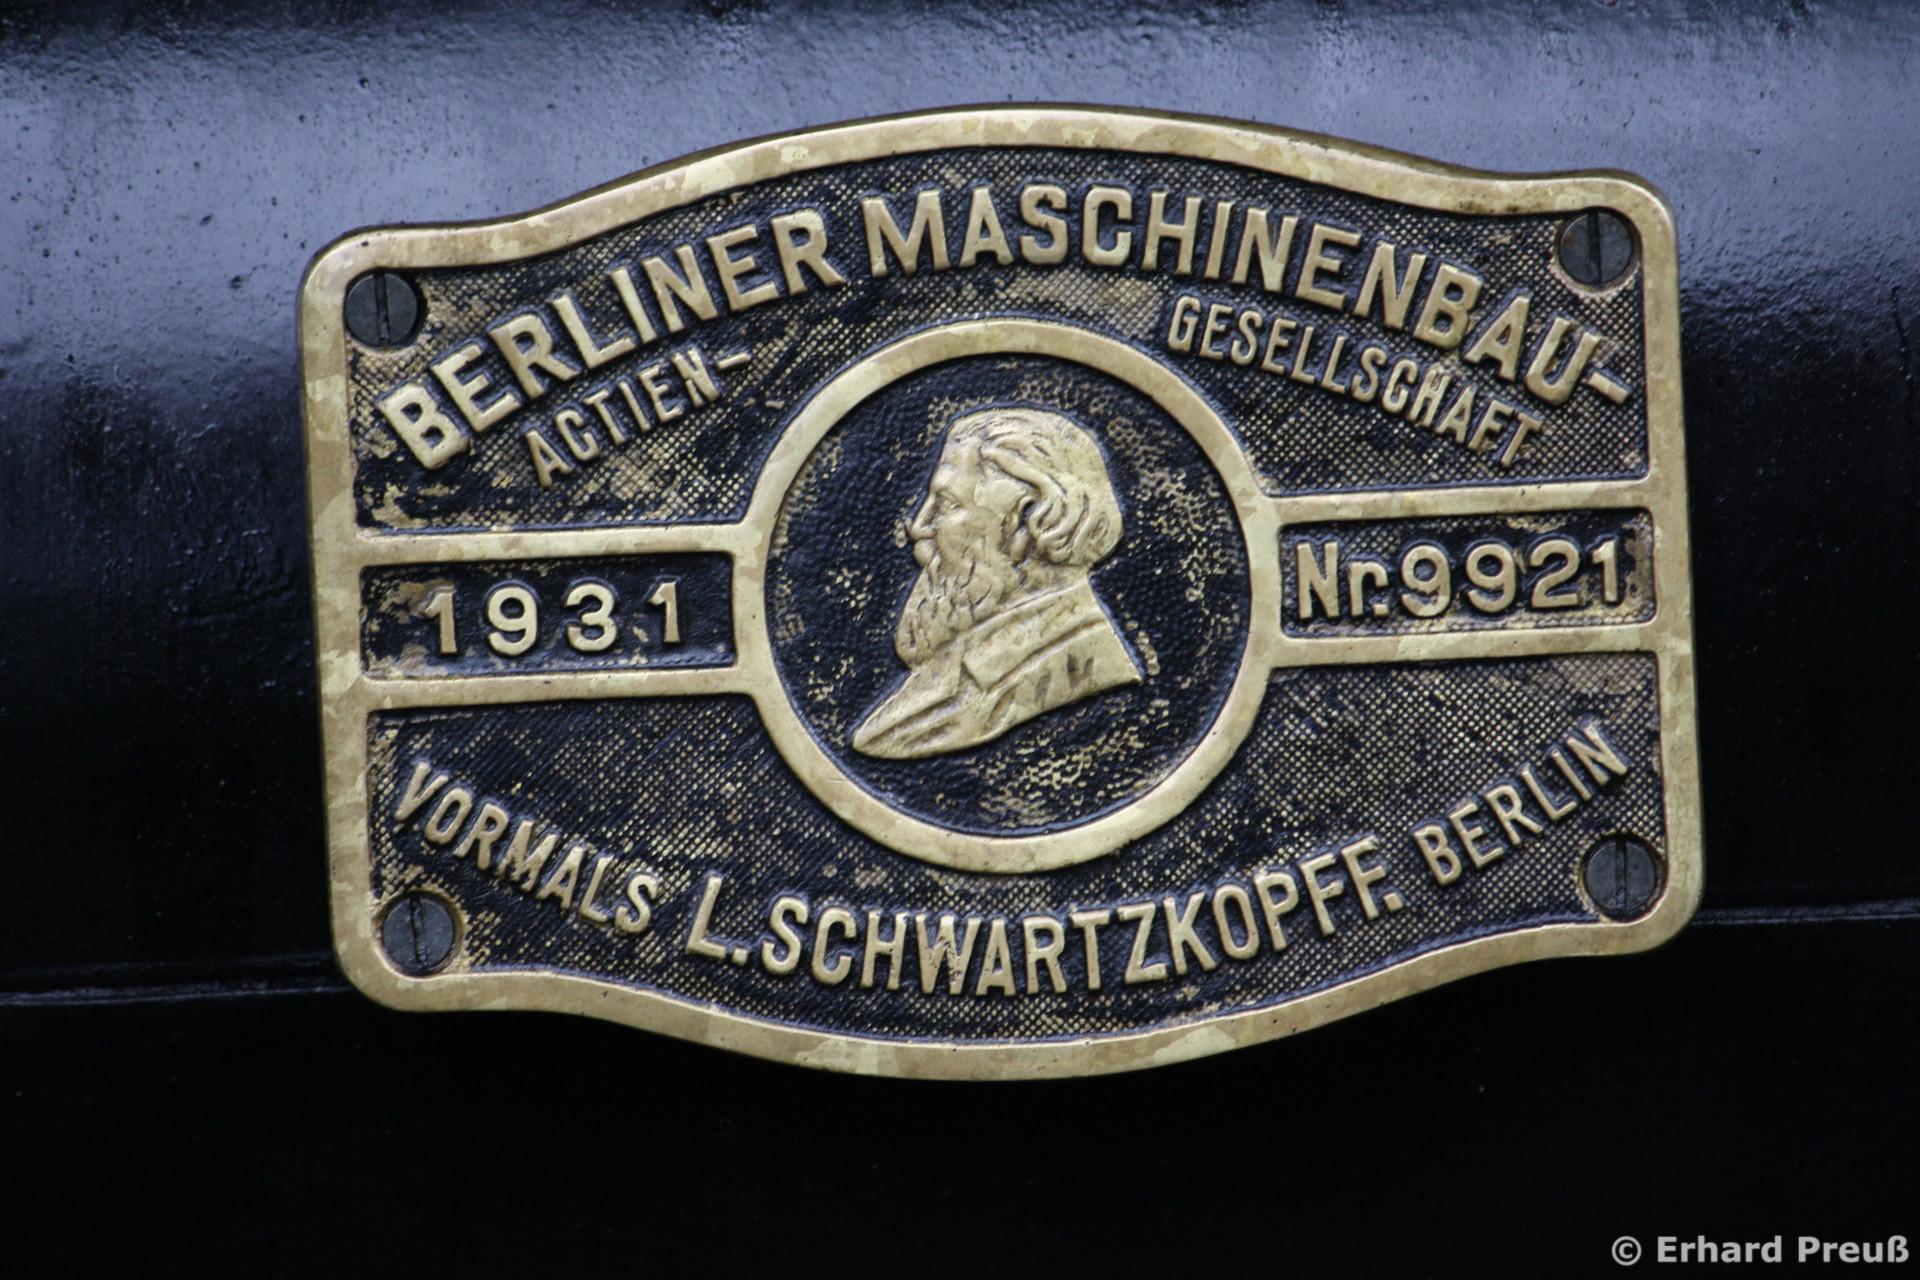 BERLINER MASCHINENBAU-
ACTIEN- GESELLSCHAFT
1931 Nr. 9921
VORMALS L. SCHWARTZKOPFF. BERLIN
© Erhard Preuß